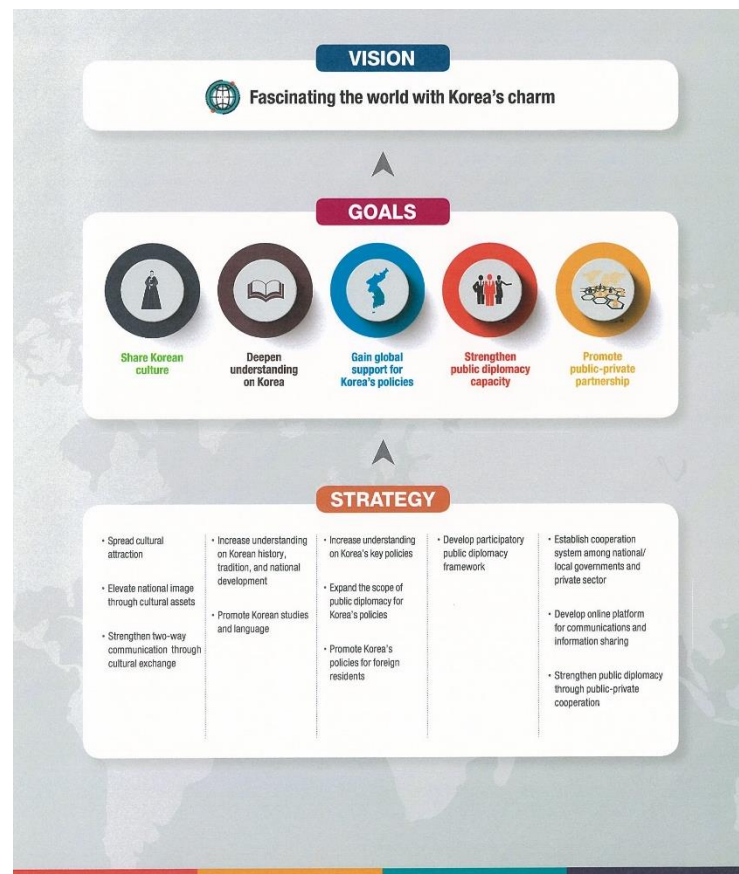 VISION
Fascinating the world with Korea's charm
GOALS
Share Korean
culture
Deepen
understanding
on Korea
Gain global
support for
Korea's policies
Strengthen
public diplomacy
capacity
Promote
public-private
partnership
STRATEGY
• Spread cultural
attraction
• Elevate national image
through cultural assets
• Strengthen two-way
communication through
cultural exchange
• Increase understanding
on Korean history,
tradition, and national
development
• Promote Korean studies
and language
• Increase understanding
on Korea's key policies
• Expand the scope of
public diplomacy for
Korea's policies
• Promote Korea's
policies for foreign
residents
• Develop participatory
public diplomacy
framework
• Establish cooperation
system among national/
local governments and
private sector
• Develop online platform
for communications and
information sharing
• Strengthen public diplomacy
through public-private
cooperation